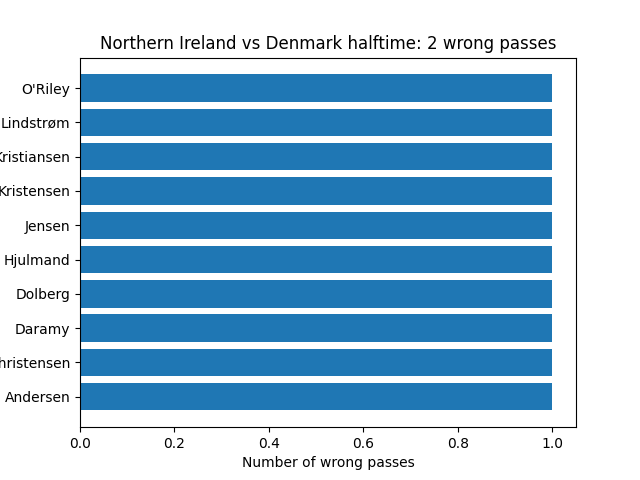 Northern Ireland vs Denmark halftime: 2 wrong passes
O'Riley
Lindstrøm
Kristiansen
Kristensen
Jensen
Hjulmand
Dolberg
Daramy
hristensen
Andersen
0.0 0.2 0.4 0.6 0.8 1.0
Number of wrong passes